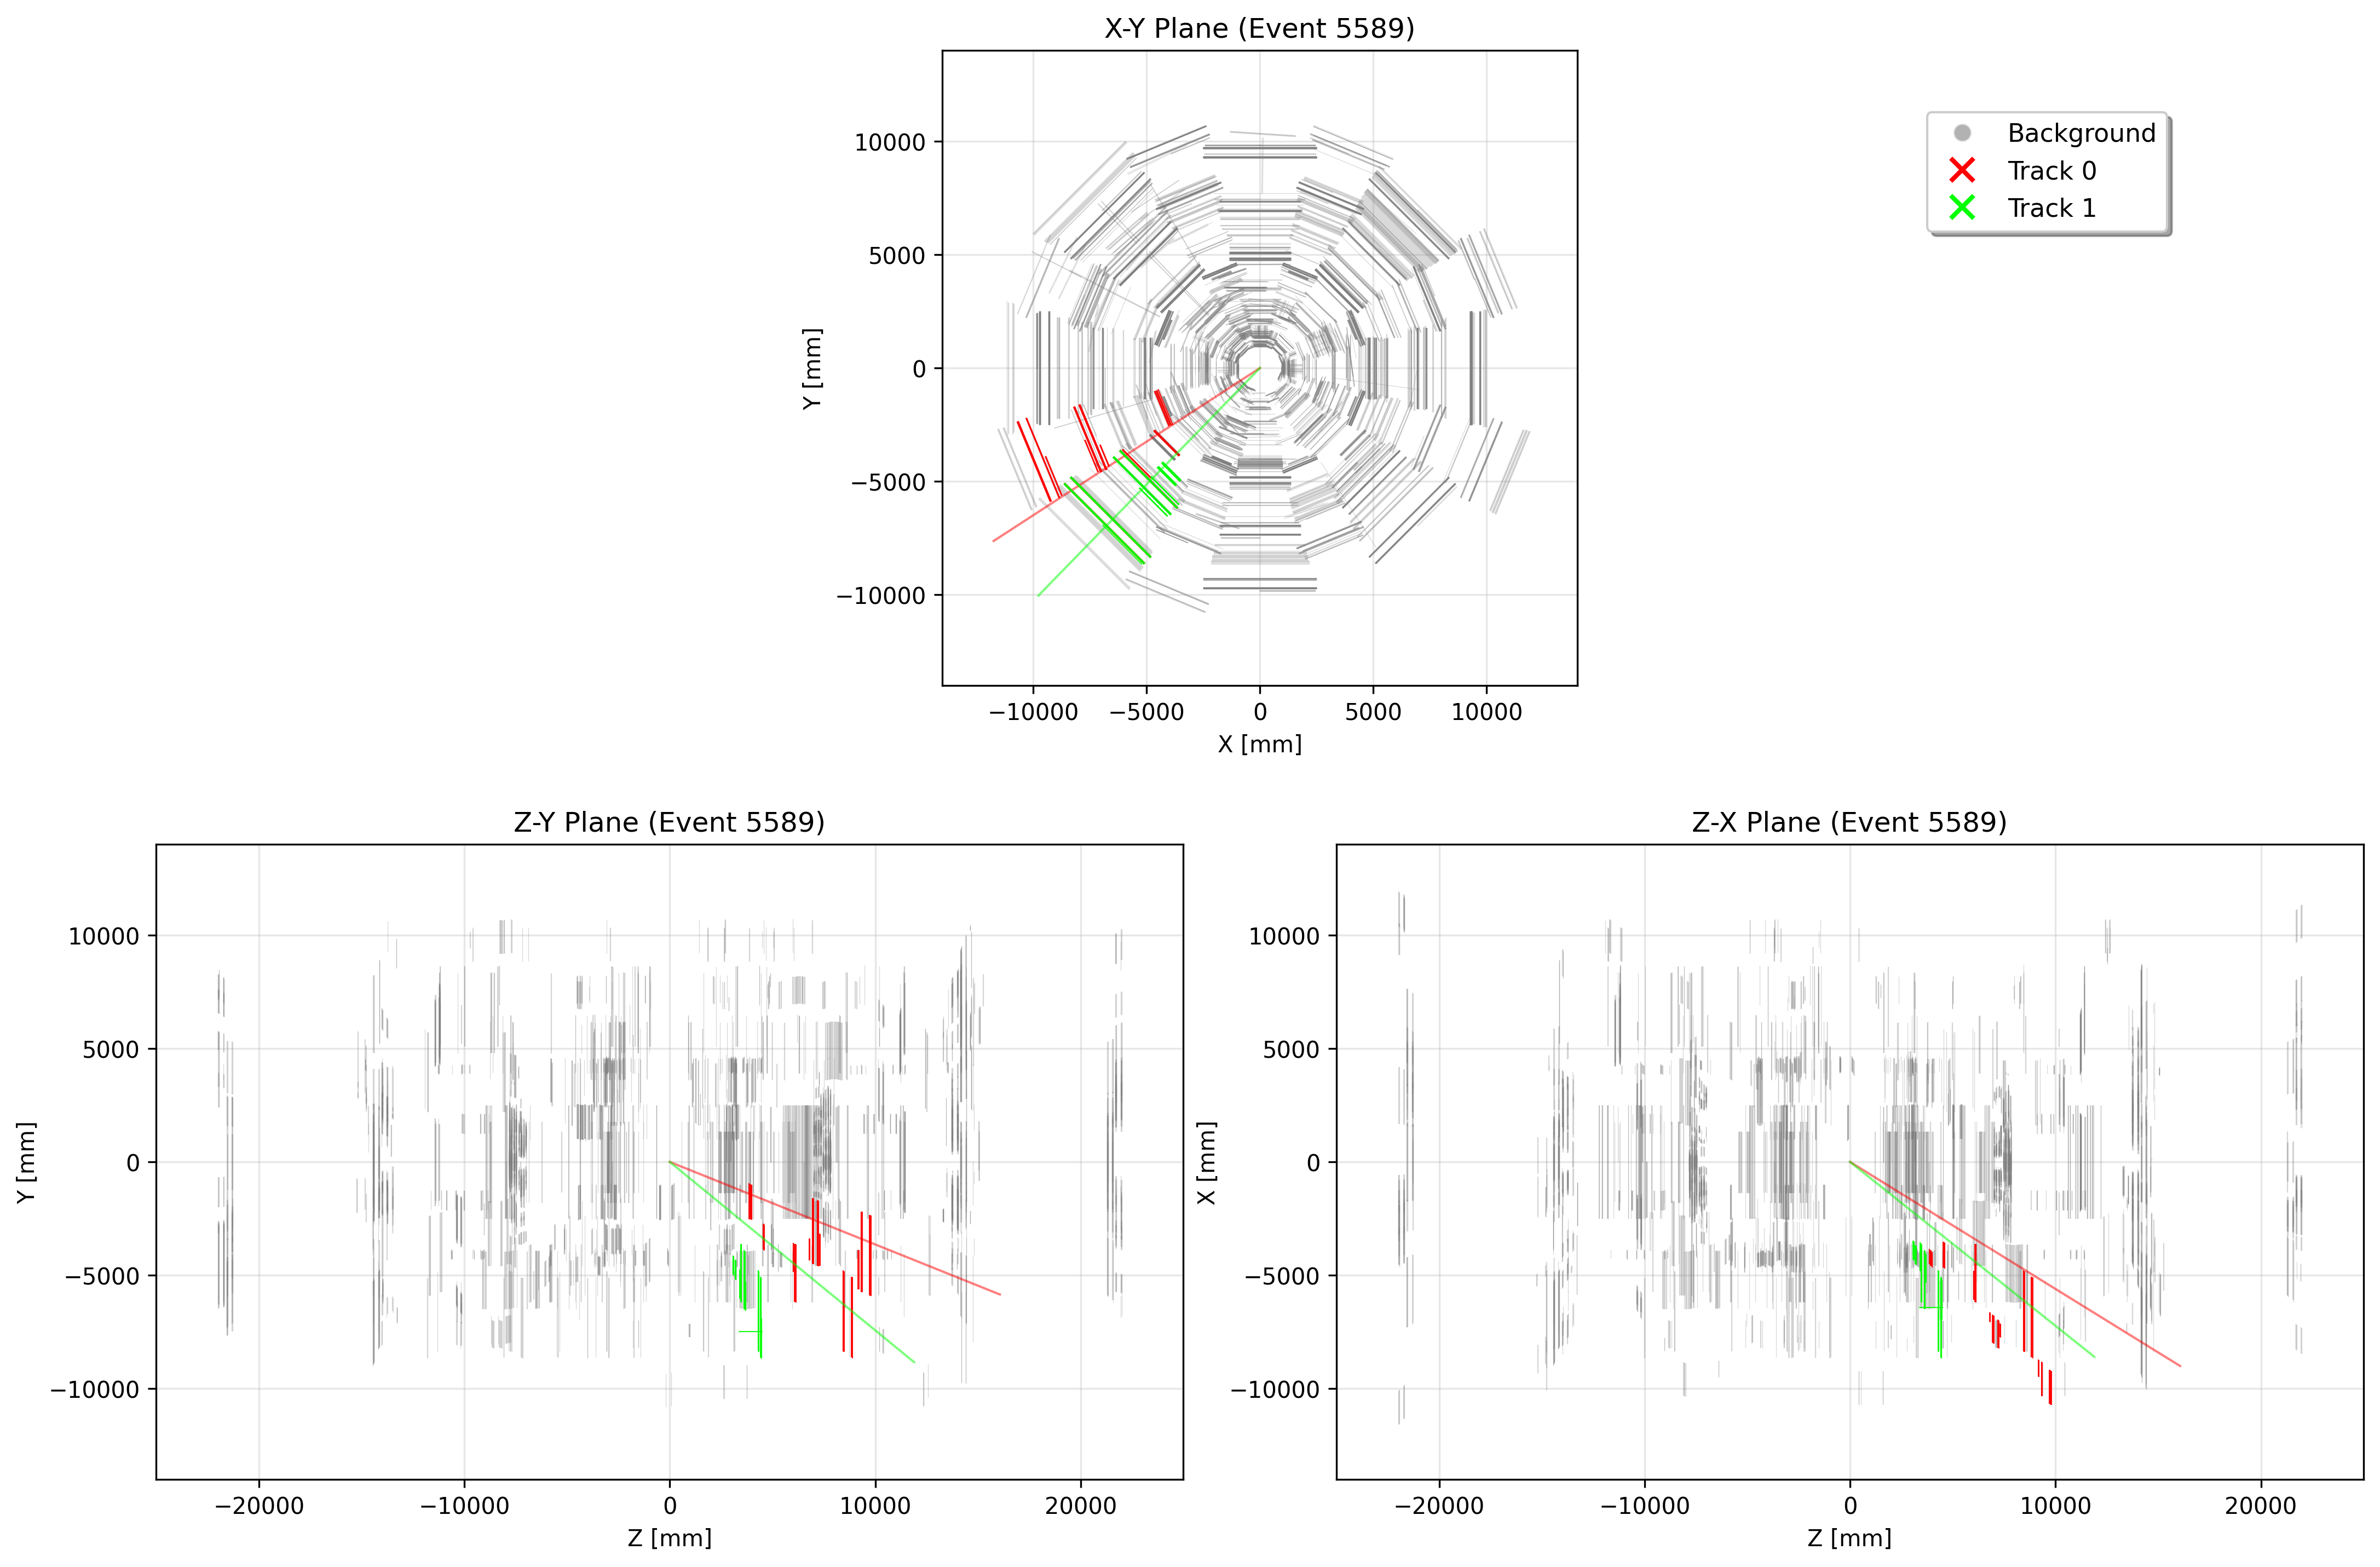 X-Y Plane (Event 5589)
Y [mm]
10000
5000
0
−5000
−10000
−10000 −5000 0 5000 10000
X [mm]
Background
Track 0
Track 1
Z-Y Plane (Event 5589)
Y [mm]
10000
5000
0
−5000
−10000
−20000 −10000 0 10000 20000
Z [mm]
Z-X Plane (Event 5589)
X [mm]
10000
5000
0
−5000
−10000
−20000 −10000 0 10000 20000
Z [mm]